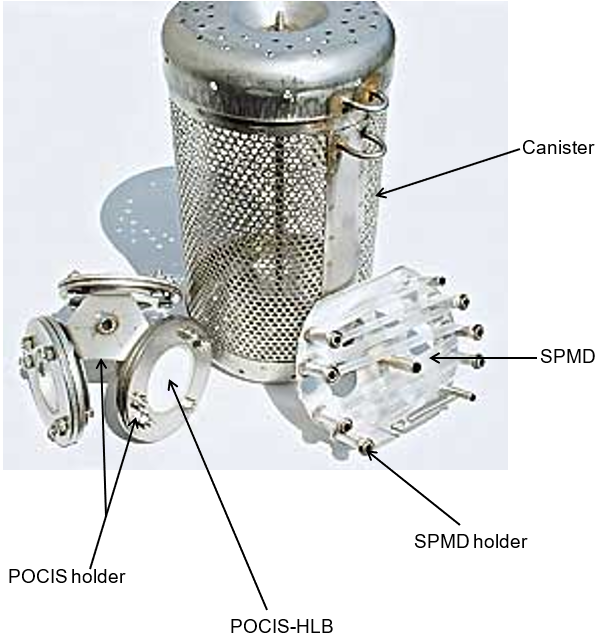 Canister
SPMD
SPMD holder
POCIS holder
POCIS-HLB